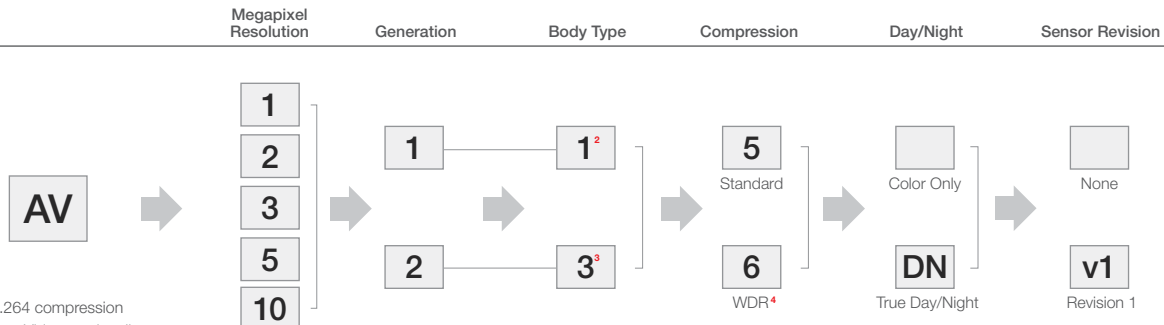 Megapixel
Resolution
Generation
Body Type
Compression
Day/Night
Sensor Revision
AV
1
2
3
5
10
1
2
1²
3³
5
Standard
6
WDR⁴
Color Only
DN
True Day/Night
None
v1
Revision 1
.264 compression